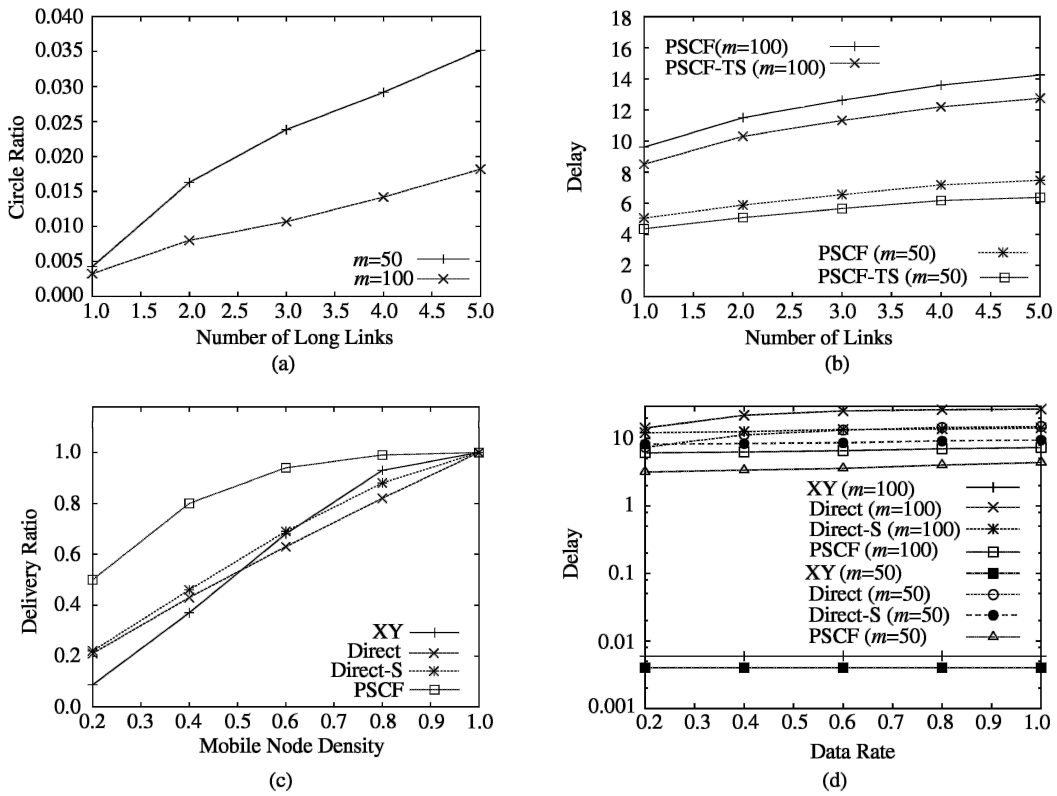 0.040
0.035
0.030
0.025
0.020
0.015
0.010
0.005
0.000
Circle Ratio
m=50
m=100
1.0 1.5 2.0 2.5 3.0 3.5 4.0 4.5 5.0
Number of Long Links
(a)
18
16
14
12
10
8
6
4
2
0
Delay
PSCF(m=100)
PSCF-TS (m=100)
PSCF (m=50)
PSCF-TS (m=50)
1.0 1.5 2.0 2.5 3.0 3.5 4.0 4.5 5.0
Number of Links
(b)
1.0
0.8
0.6
0.4
0.2
0.0
Delivery Ratio
XY
Direct
Direct-S
PSCF
0.2 0.3 0.4 0.5 0.6 0.7 0.8 0.9 1.0
Mobile Node Density
(c)
10
1
0.1
0.01
0.001
Delay
XY (m=100)
Direct (m=100)
Direct-S (m=100)
PSCF (m=100)
XY (m=50)
Direct (m=50)
Direct-S (m=50)
PSCF (m=50)
0.2 0.3 0.4 0.5 0.6 0.7 0.8 0.9 1.0
Data Rate
(d)